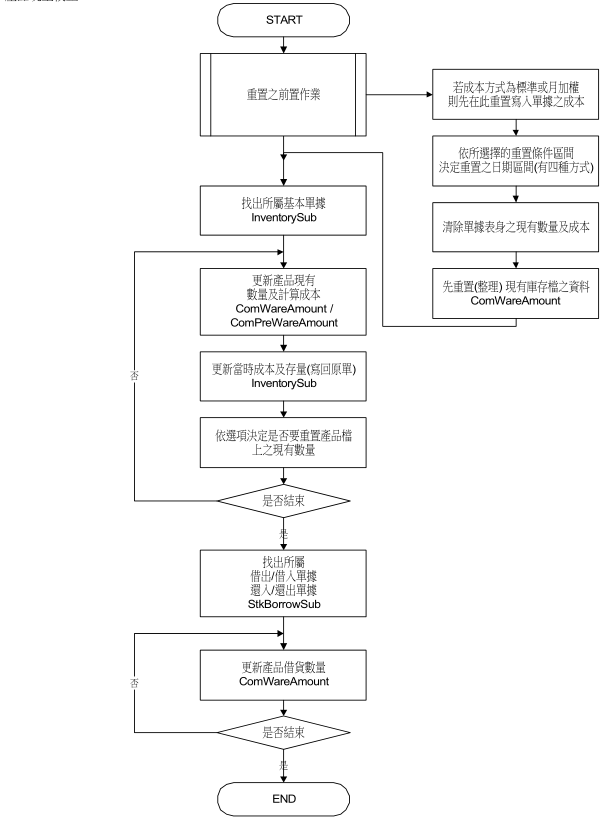 START
重置之前置作業
若成本方式為標準或月加權
則先在此重置寫入單據之成本
依所選擇的重置條件區間
決定重置之日期區間(有四種方式)
清除單據表身之現有數量及成本
先重置(整理) 現有庫存檔之資料
ComWareAmount
找出所屬基本單據
InventorySub
更新產品現有
數量及計算成本
ComWareAmount /
ComPreWareAmount
更新當時成本及存量(寫回原單)
InventorySub
依選項決定是否要重置產品檔
上之現有數量
是否結束
否
是
找出所屬
借出/借入單據
還入/還出單據
StkBorrowSub
更新產品借貨數量
ComWareAmount
是否結束
否
是
END